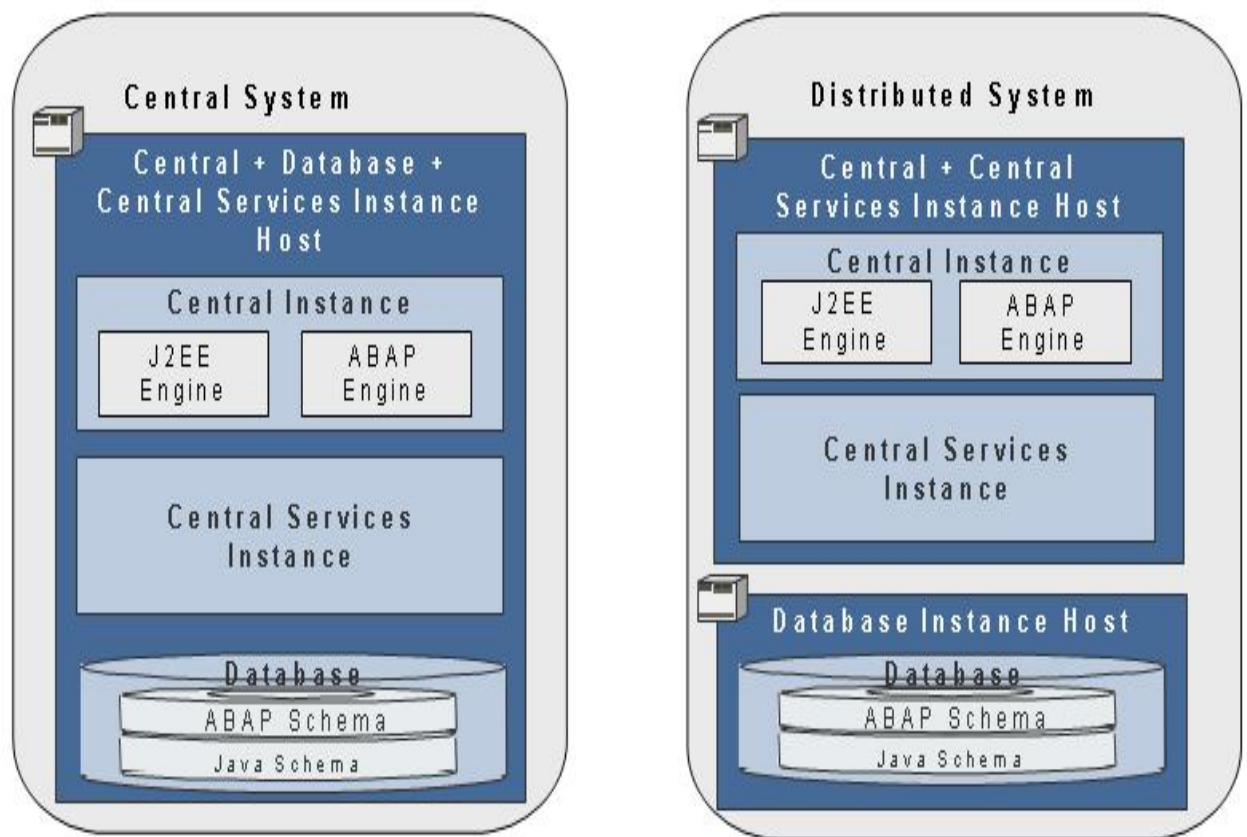 Central System
Central + Database +
Central Services Instance
Host
Central Instance
J2EE
Engine
ABAP
Engine
Central Services
Instance
Database
ABAP Schema
Java Schema
Distributed System
Central + Central
Services Instance Host
Central Instance
J2EE
Engine
ABAP
Engine
Central Services
Instance
Database Instance Host
Database
ABAP Schema
Java Schema